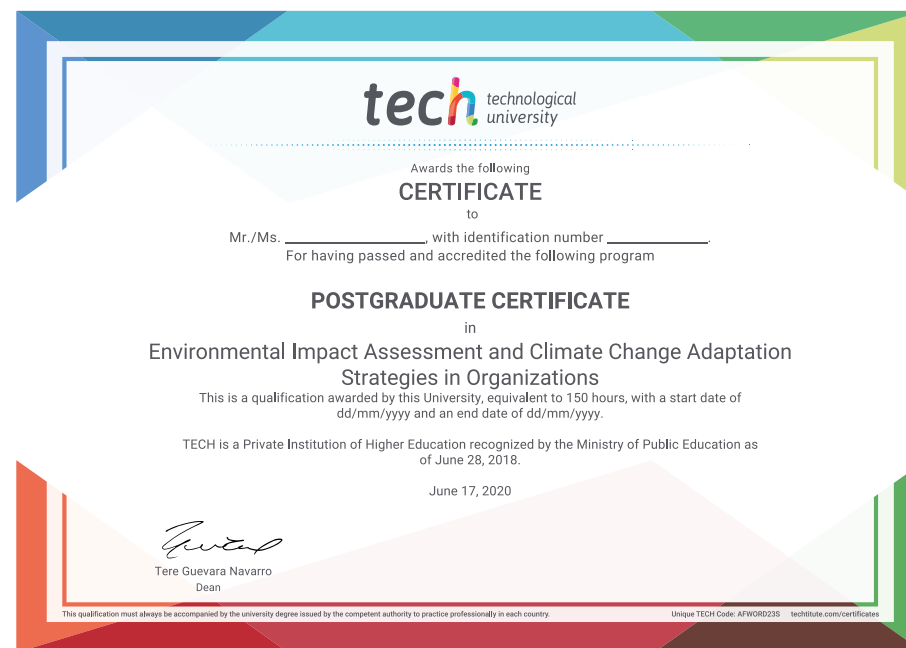 tech technological
university
Awards the following
CERTIFICATE
to
Mr./Ms. ____________________, with identification number ______________.
For having passed and accredited the following program
POSTGRADUATE CERTIFICATE
in
Environmental Impact Assessment and Climate Change Adaptation
Strategies in Organizations
This is a qualification awarded by this University, equivalent to 150 hours, with a start date of
dd/mm/yyyy and an end date of dd/mm/yyyy.
TECH is a Private Institution of Higher Education recognized by the Ministry of Public Education as
of June 28, 2018.
June 17, 2020
Tere Guevara Navarro
Dean
This qualification must always be accompanied by the university degree issued by the competent authority to practice professionally in each country. Unique TECH Code: AFWORD23S techtitute.com/certificates